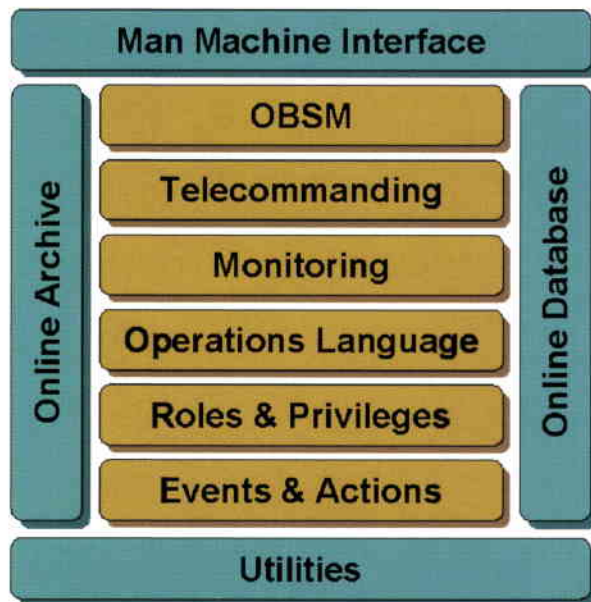 Man Machine Interface
Online Archive
OBSM
Telecommanding
Monitoring
Operations Language
Roles & Privileges
Events & Actions
Online Database
Utilities